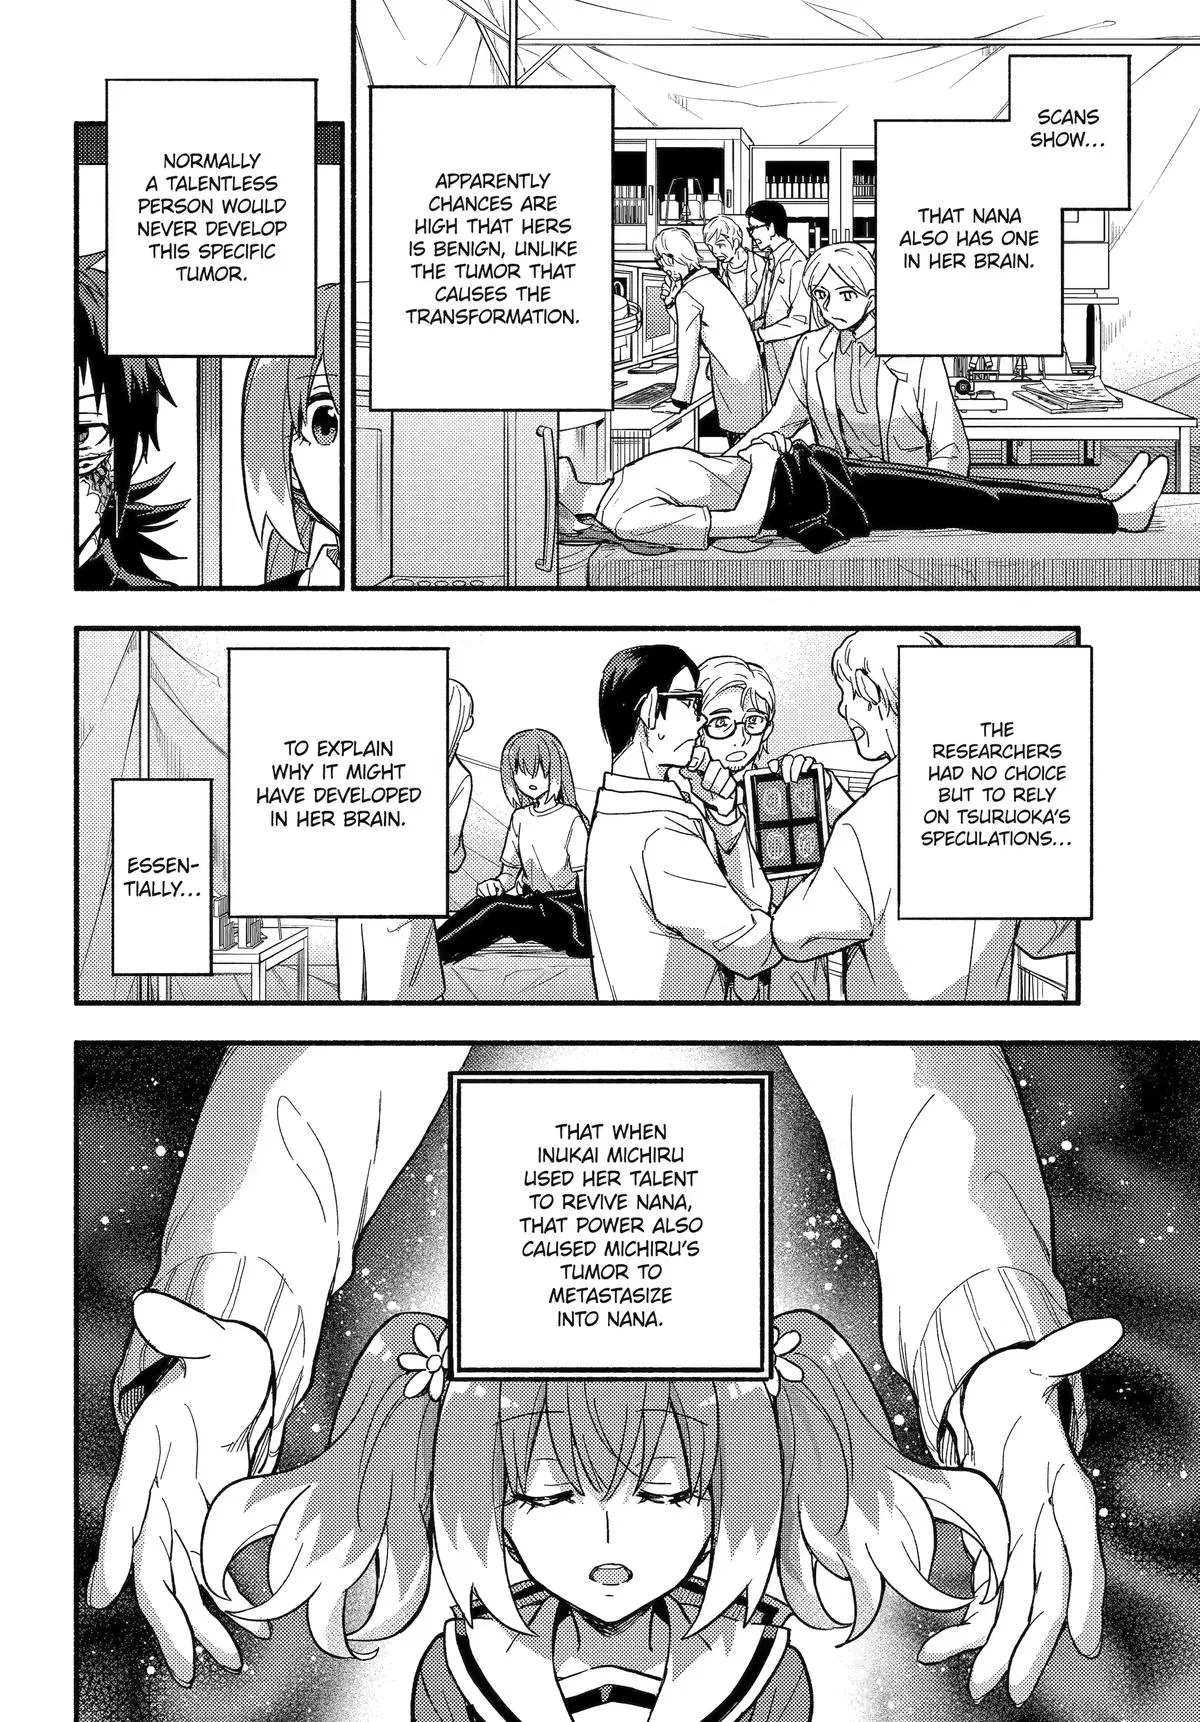 SCANS
SHOW...
THAT NANA
ALSO HAS ONE
IN HER BRAIN.
APPARENTLY
CHANCES ARE
HIGH THAT HERS
IS BENIGN, UNLIKE
THE TUMOR THAT
CAUSES THE
TRANSFORMATION.
NORMALLY
A TALENTLESS
PERSON WOULD
NEVER DEVELOP
THIS SPECIFIC
TUMOR.
THE
RESEARCHERS
HAD NO CHOICE
BUT TO RELY
ON TSURUOKA'S
SPECULATIONS...
TO EXPLAIN
WHY IT MIGHT
HAVE DEVELOPED
IN HER BRAIN.
ESSEN-
TIALLY...
THAT WHEN
INUKAI MICHIRU
USED HER TALENT
TO REVIVE NANA,
THAT POWER ALSO
CAUSED MICHIRU'S
TUMOR TO
METASTASIZE
INTO NANA.